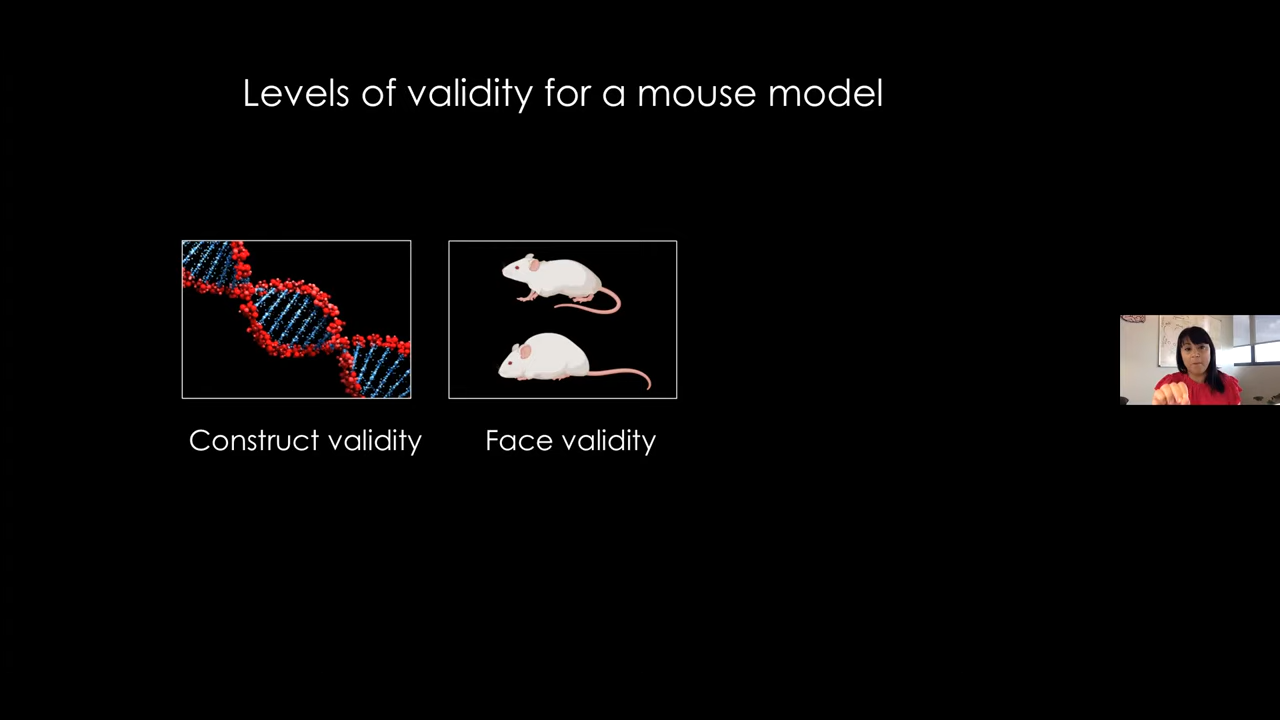 Levels of validity for a mouse model
Construct validity
Face validity